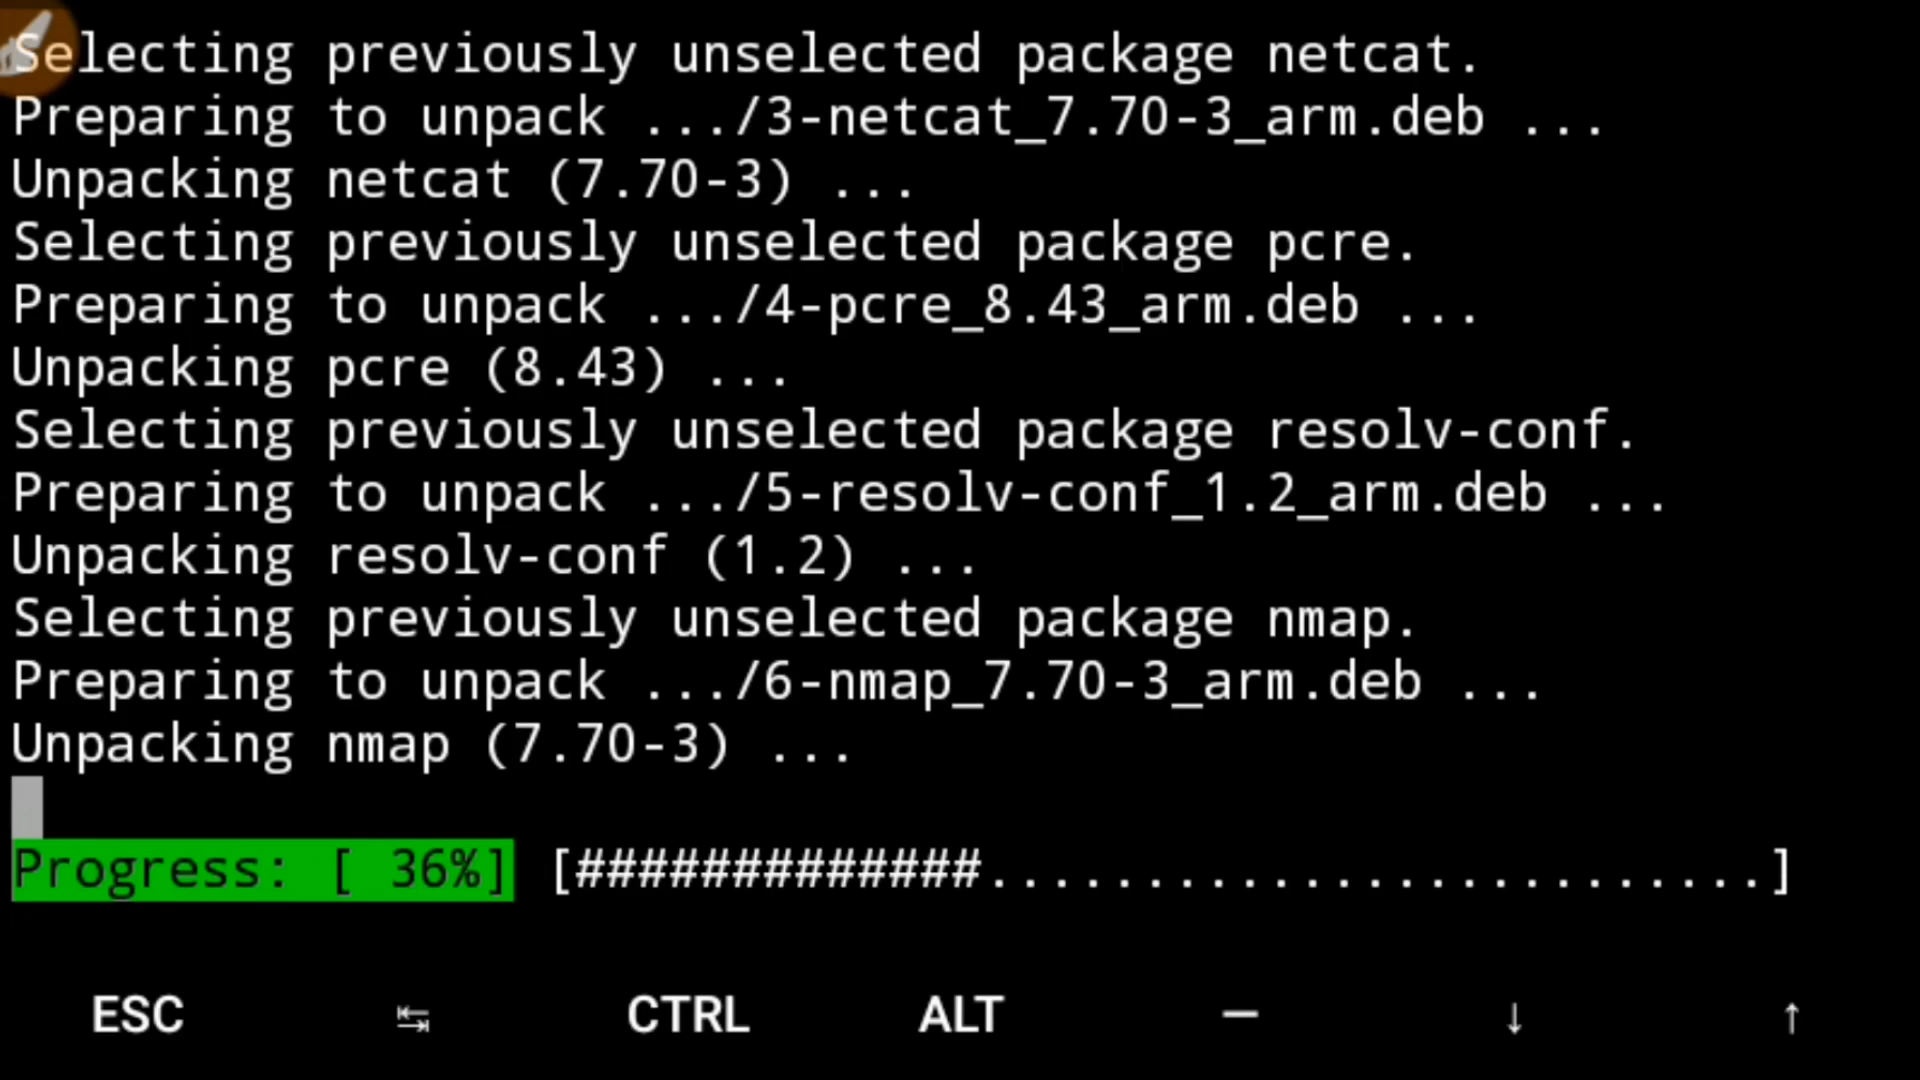 Selecting previously unselected package netcat.
Preparing to unpack .../3-netcat_7.70-3_arm.deb ...
Unpacking netcat (7.70-3) ...
Selecting previously unselected package pcre.
Preparing to unpack .../4-pcre_8.43_arm.deb ...
Unpacking pcre (8.43) ...
Selecting previously unselected package resolv-conf.
Preparing to unpack .../5-resolv-conf_1.2_arm.deb ...
Unpacking resolv-conf (1.2) ...
Selecting previously unselected package nmap.
Preparing to unpack .../6-nmap_7.70-3_arm.deb ...
Unpacking nmap (7.70-3) ...
Progress: [ 36%] [#############.........................]
ESC ↹ CTRL ALT — ↓ ↑